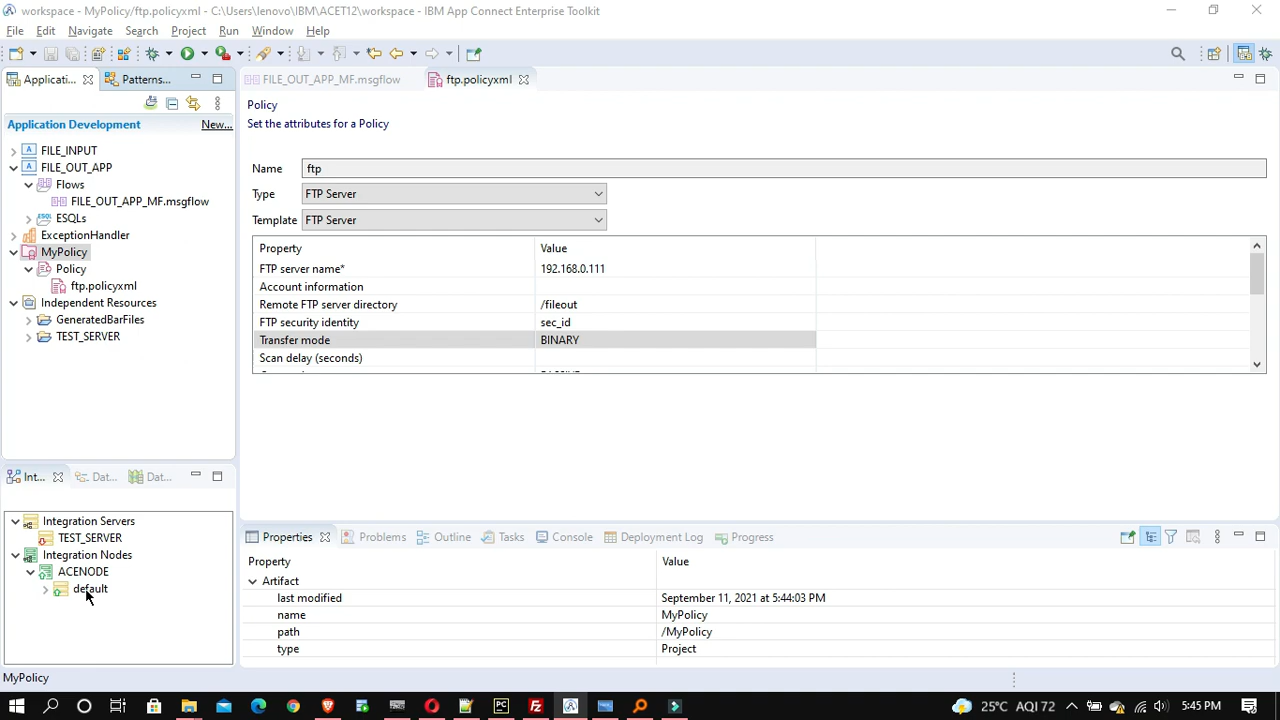 workspace - MyPolicy/ftp.policyxml - C:\Users\lenovo\IBM\ACET12\workspace - IBM App Connect Enterprise Toolkit
File Edit Navigate Search Project Run Window Help
Applicati... Patterns...
FILE_OUT_APP_MF.msgflow ftp.policyxml
Application Development New...
FILE_INPUT
FILE_OUT_APP
Flows
FILE_OUT_APP_MF.msgflow
ESQLs
ExceptionHandler
MyPolicy
Policy
ftp.policyxml
Independent Resources
GeneratedBarFiles
TEST_SERVER
Policy
Set the attributes for a Policy
Name ftp
Type FTP Server
Template FTP Server
Property Value
FTP server name* 192.168.0.111
Account information
Remote FTP server directory /fileout
FTP security identity sec_id
Transfer mode BINARY
Scan delay (seconds)
Int... Dat... Dat...
Integration Servers
TEST_SERVER
Integration Nodes
ACENODE
default
Properties Problems Outline Tasks Console Deployment Log Progress
Property Value
Artifact
last modified September 11, 2021 at 5:44:03 PM
name MyPolicy
path /MyPolicy
type Project
MyPolicy
25°C AQI 72 5:45 PM